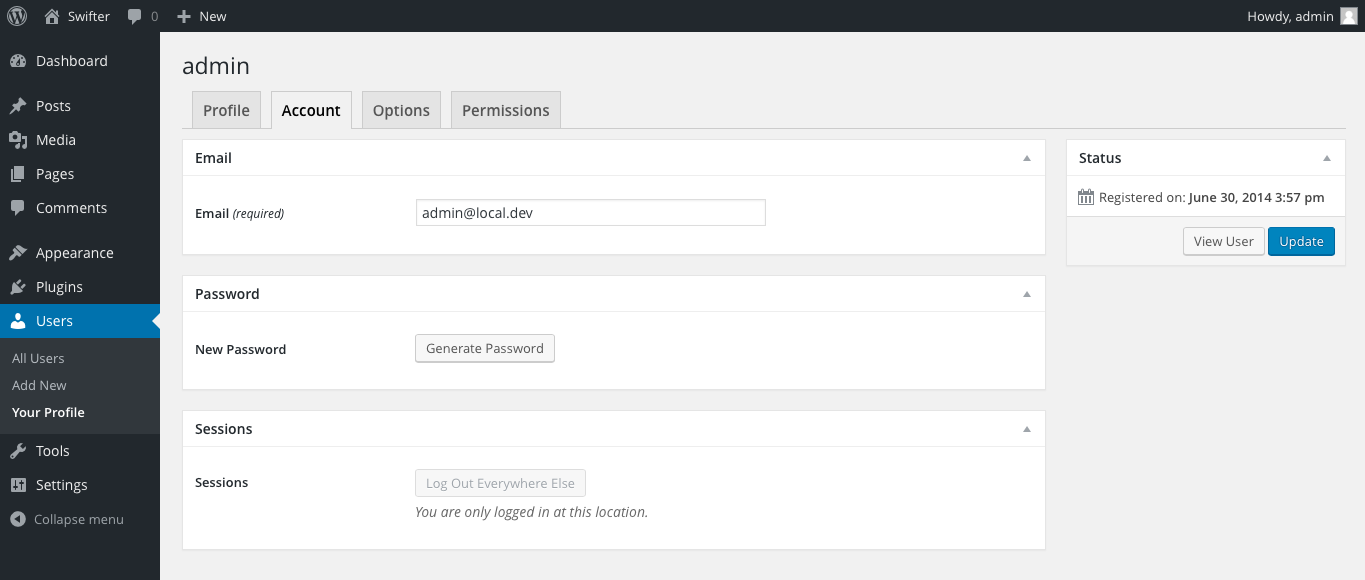 Swifter 0 New Howdy, admin
Dashboard
Posts
Media
Pages
Comments
Appearance
Plugins
Users
All Users
Add New
Your Profile
Tools
Settings
Collapse menu
admin
Profile Account Options Permissions
Email
Email (required) admin@local.dev
Password
New Password Generate Password
Sessions
Sessions Log Out Everywhere Else
You are only logged in at this location.
Status
Registered on: June 30, 2014 3:57 pm
View User Update